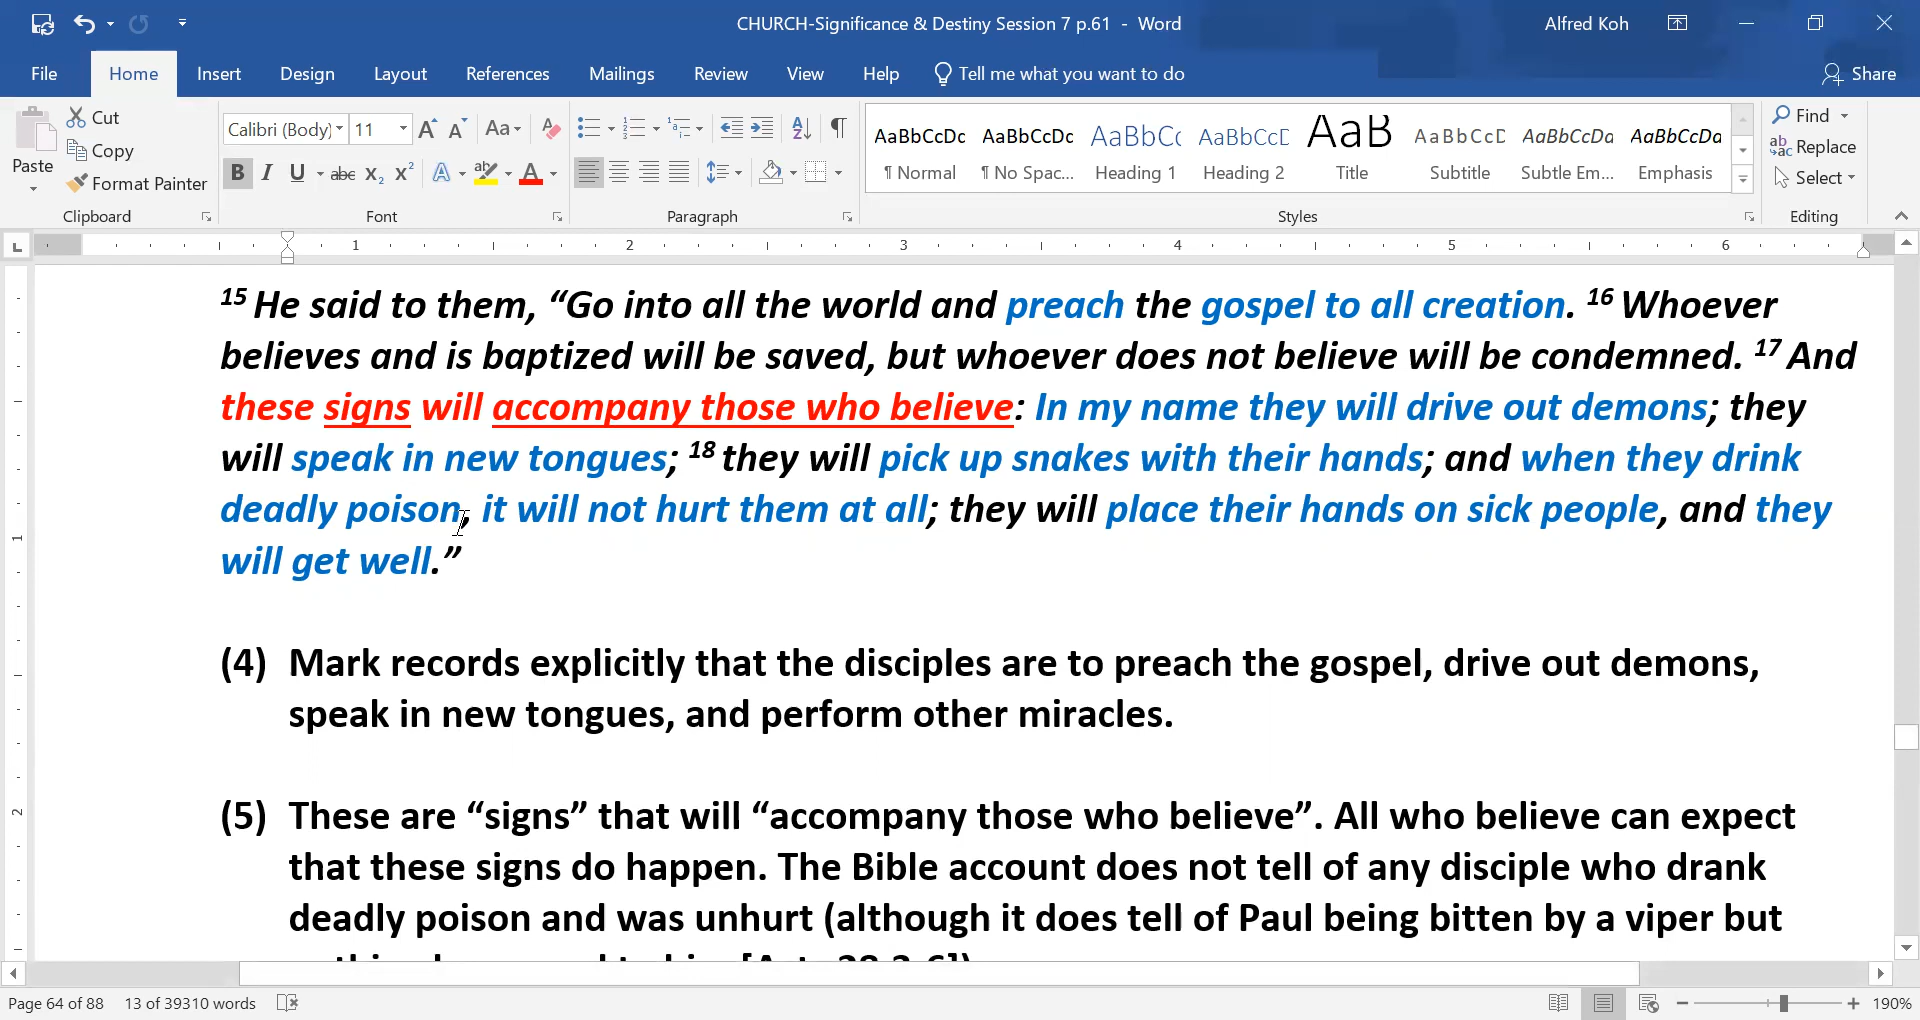 CHURCH-Significance & Destiny Session 7 p.61 - Word
Alfred Koh
File Home Insert Design Layout References Mailings Review View Help Tell me what you want to do Share
Paste Cut Copy Format Painter
Clipboard
Calibri (Body) 11
Font
Paragraph
AaBbCcDc AaBbCcDc AaBbCc AaBbCcD AaB AaBbCcD AaBbCcDd AaBbCcDd
¶ Normal ¶ No Spac... Heading 1 Heading 2 Title Subtitle Subtle Em... Emphasis
Styles
Find
Replace
Select
Editing
1 2 3 4 5 6
15 He said to them, “Go into all the world and preach the gospel to all creation. 16 Whoever
believes and is baptized will be saved, but whoever does not believe will be condemned. 17 And
these signs will accompany those who believe: In my name they will drive out demons; they
will speak in new tongues; 18 they will pick up snakes with their hands; and when they drink
deadly poison, it will not hurt them at all; they will place their hands on sick people, and they
will get well.”
(4) Mark records explicitly that the disciples are to preach the gospel, drive out demons,
speak in new tongues, and perform other miracles.
(5) These are “signs” that will “accompany those who believe”. All who believe can expect
that these signs do happen. The Bible account does not tell of any disciple who drank
deadly poison and was unhurt (although it does tell of Paul being bitten by a viper but
Page 64 of 88 13 of 39310 words 190%